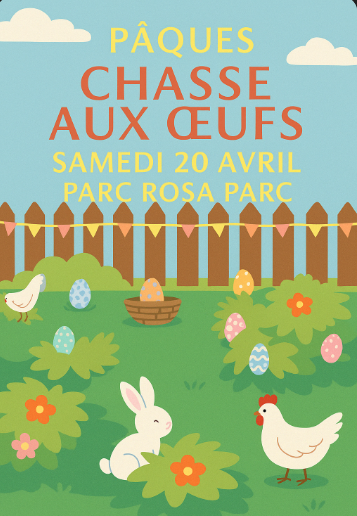 PÂQUES
CHASSE
AUX ŒUFS
SAMEDI 20 AVRIL
PARC ROSA PARC